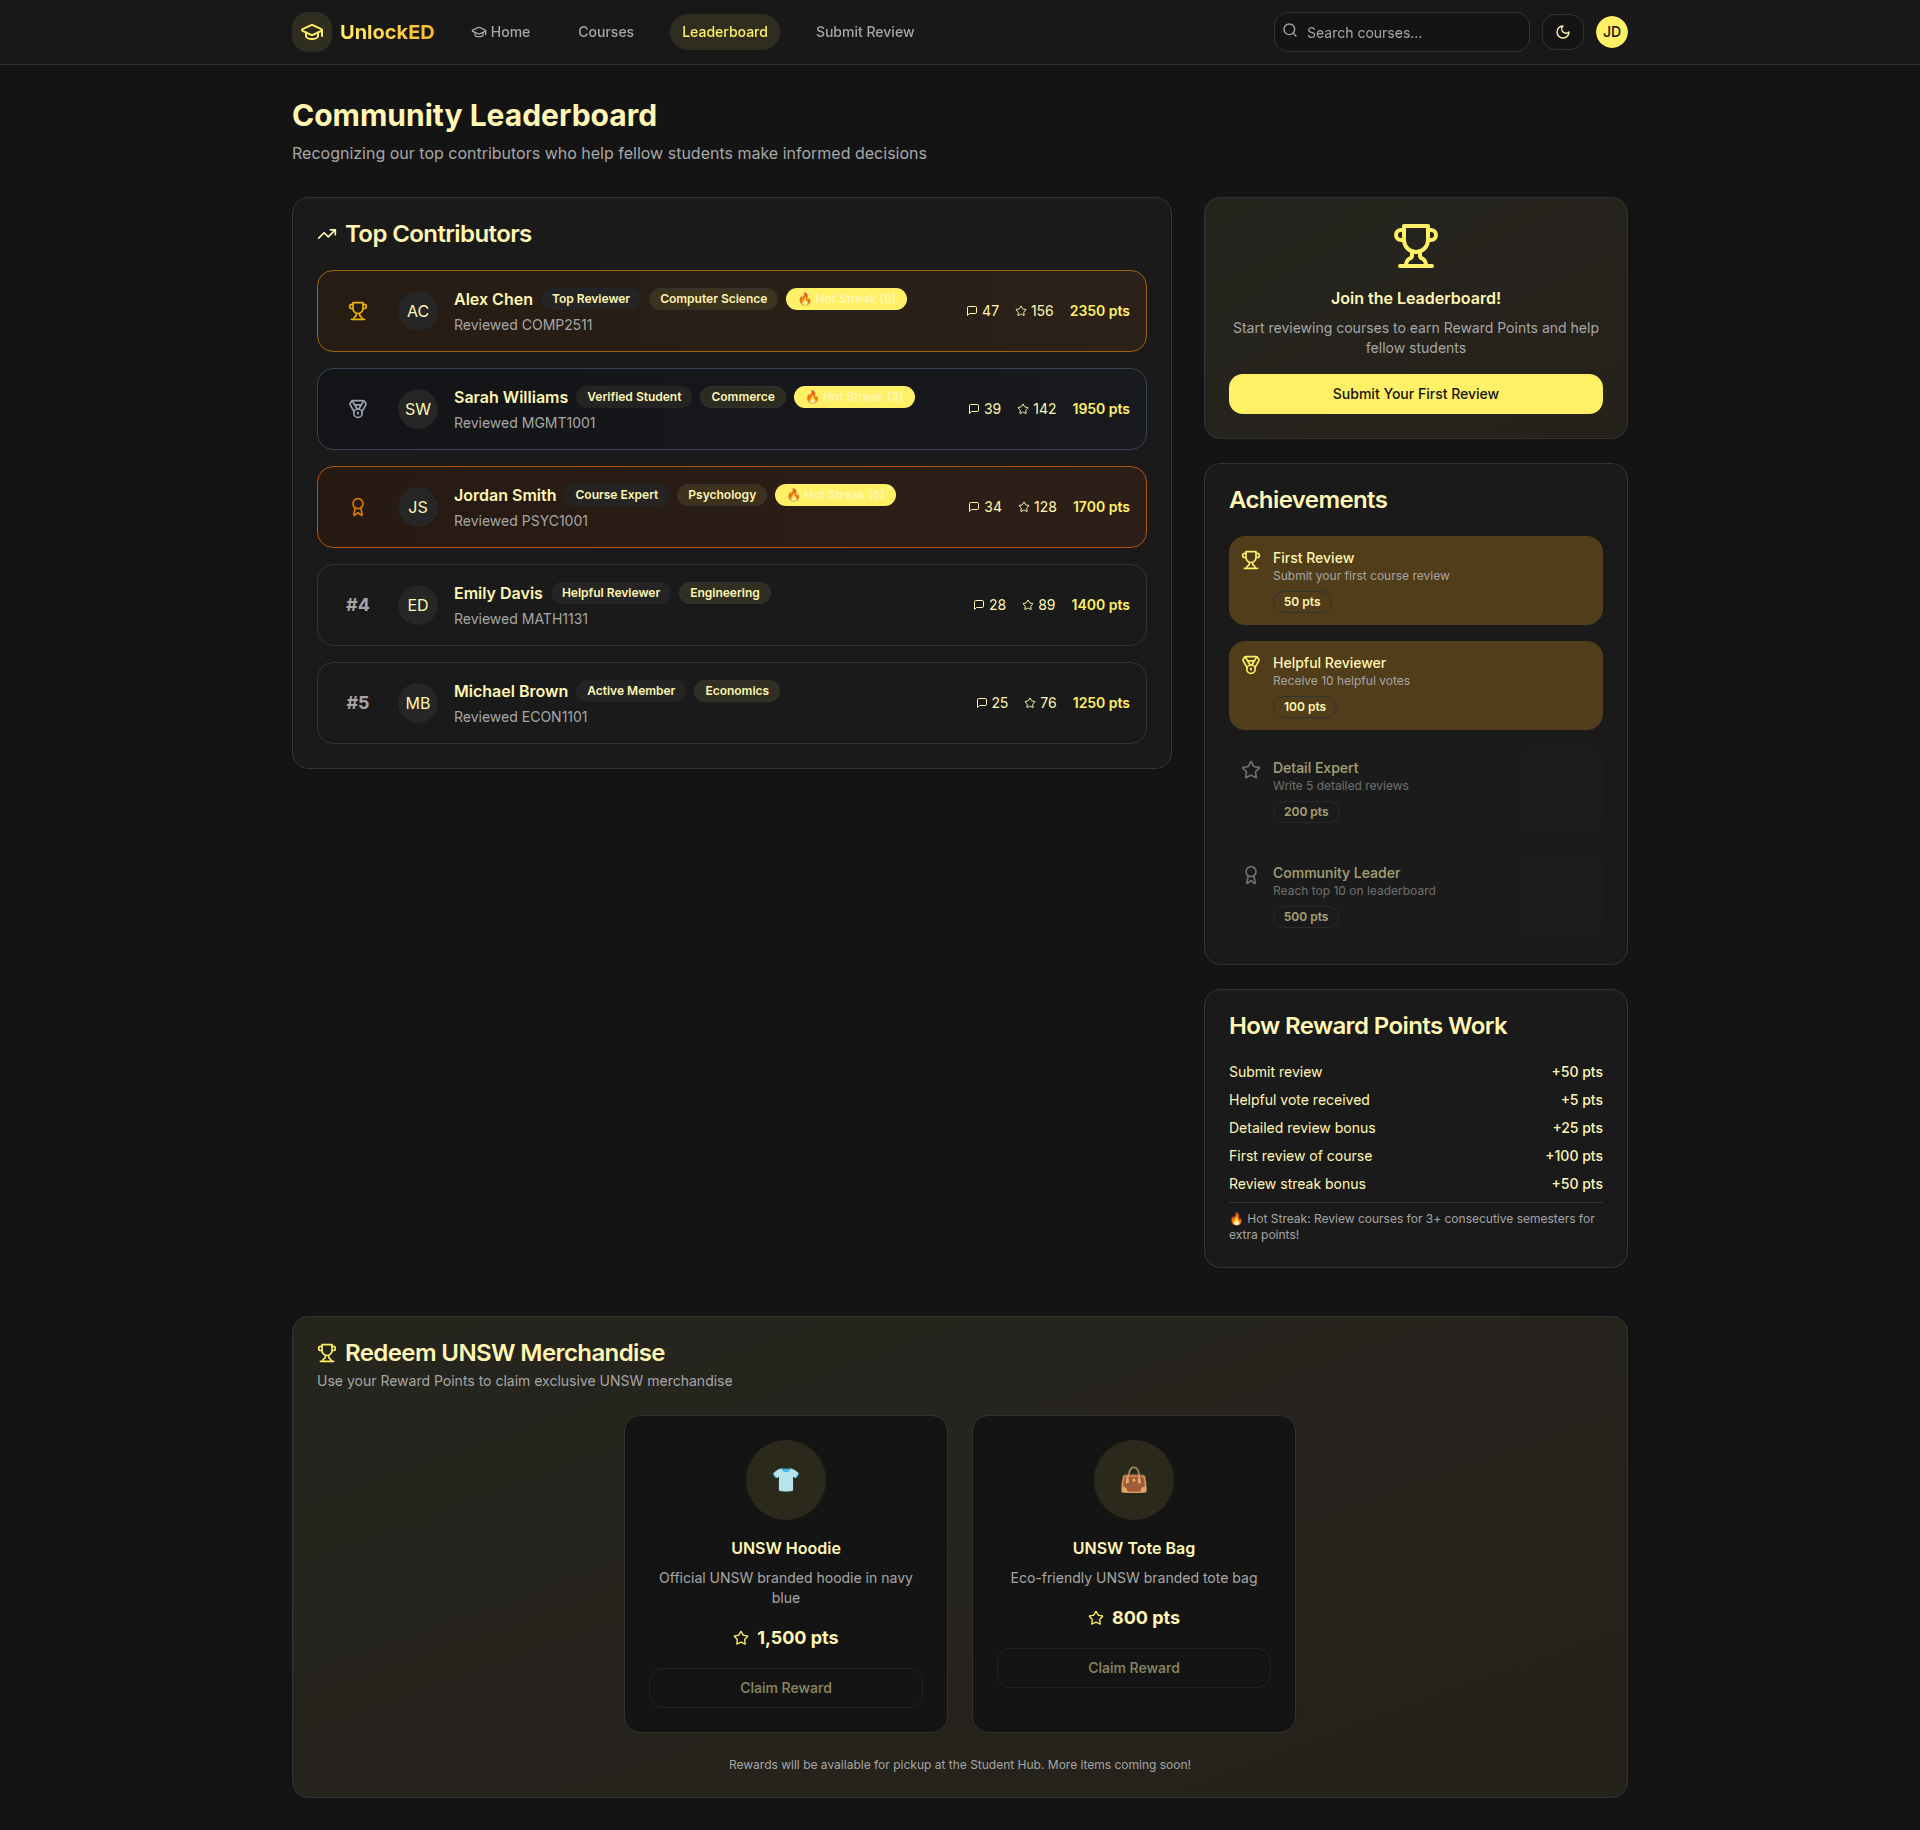 UnlockED
Home
Courses
Leaderboard
Submit Review
Search courses...
JD
Community Leaderboard
Recognizing our top contributors who help fellow students make informed decisions
Top Contributors
AC
Alex Chen Top Reviewer Computer Science 🔥 Hot Streak (6)
Reviewed COMP2511
47 156 2350 pts
SW
Sarah Williams Verified Student Commerce 🔥 Hot Streak (3)
Reviewed MGMT1001
39 142 1950 pts
JS
Jordan Smith Course Expert Psychology 🔥 Hot Streak (5)
Reviewed PSYC1001
34 128 1700 pts
#4
ED
Emily Davis Helpful Reviewer Engineering
Reviewed MATH1131
28 89 1400 pts
#5
MB
Michael Brown Active Member Economics
Reviewed ECON1101
25 76 1250 pts
Join the Leaderboard!
Start reviewing courses to earn Reward Points and help
fellow students
Submit Your First Review
Achievements
First Review
Submit your first course review
50 pts
Helpful Reviewer
Receive 10 helpful votes
100 pts
Detail Expert
Write 5 detailed reviews
200 pts
Community Leader
Reach top 10 on leaderboard
500 pts
How Reward Points Work
Submit review +50 pts
Helpful vote received +5 pts
Detailed review bonus +25 pts
First review of course +100 pts
Review streak bonus +50 pts
🔥 Hot Streak: Review courses for 3+ consecutive semesters for
extra points!
Redeem UNSW Merchandise
Use your Reward Points to claim exclusive UNSW merchandise
UNSW Hoodie
Official UNSW branded hoodie in navy
blue
1,500 pts
Claim Reward
UNSW Tote Bag
Eco-friendly UNSW branded tote bag
800 pts
Claim Reward
Rewards will be available for pickup at the Student Hub. More items coming soon!